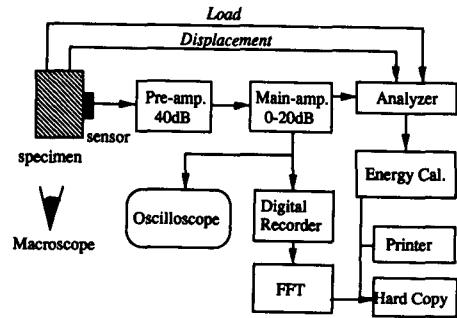 Load
Displacement
Pre-amp.
40dB
Main-amp.
0-20dB
Analyzer
sensor
specimen
Energy Cal.
Oscilloscope
Digital
Recorder
Macroscope
Printer
FFT
Hard Copy